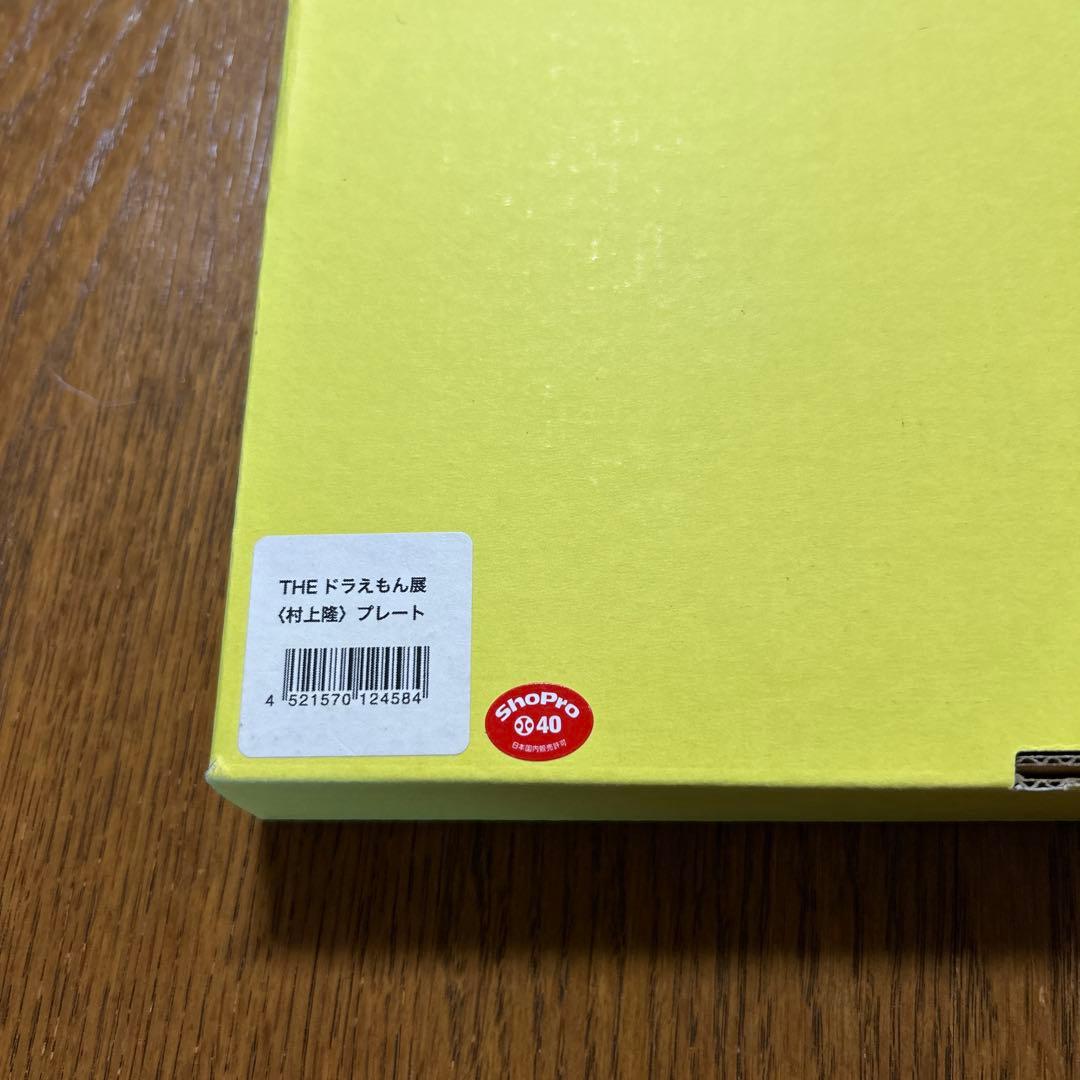 THE ドラえもん展
〈村上隆〉プレート
4 521570 124584
ShoPro
40
日本国内販売許可